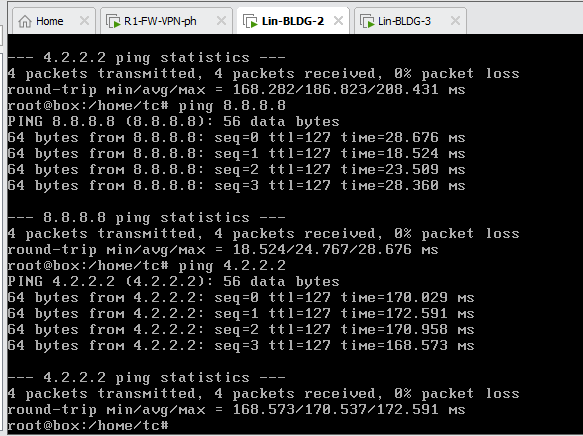 Home R1-FW-VPN-ph Lin-BLDG-2 Lin-BLDG-3
--- 4.2.2.2 ping statistics ---
4 packets transmitted, 4 packets received, 0% packet loss
round-trip min/avg/max = 168.282/186.823/208.431 ms
root@box:/home/tc# ping 8.8.8.8
PING 8.8.8.8 (8.8.8.8): 56 data bytes
64 bytes from 8.8.8.8: seq=0 ttl=127 time=28.676 ms
64 bytes from 8.8.8.8: seq=1 ttl=127 time=18.524 ms
64 bytes from 8.8.8.8: seq=2 ttl=127 time=23.509 ms
64 bytes from 8.8.8.8: seq=3 ttl=127 time=28.360 ms
--- 8.8.8.8 ping statistics ---
4 packets transmitted, 4 packets received, 0% packet loss
round-trip min/avg/max = 18.524/24.767/28.676 ms
root@box:/home/tc# ping 4.2.2.2
PING 4.2.2.2 (4.2.2.2): 56 data bytes
64 bytes from 4.2.2.2: seq=0 ttl=127 time=170.029 ms
64 bytes from 4.2.2.2: seq=1 ttl=127 time=172.591 ms
64 bytes from 4.2.2.2: seq=2 ttl=127 time=170.958 ms
64 bytes from 4.2.2.2: seq=3 ttl=127 time=168.573 ms
--- 4.2.2.2 ping statistics ---
4 packets transmitted, 4 packets received, 0% packet loss
round-trip min/avg/max = 168.573/170.537/172.591 ms
root@box:/home/tc#